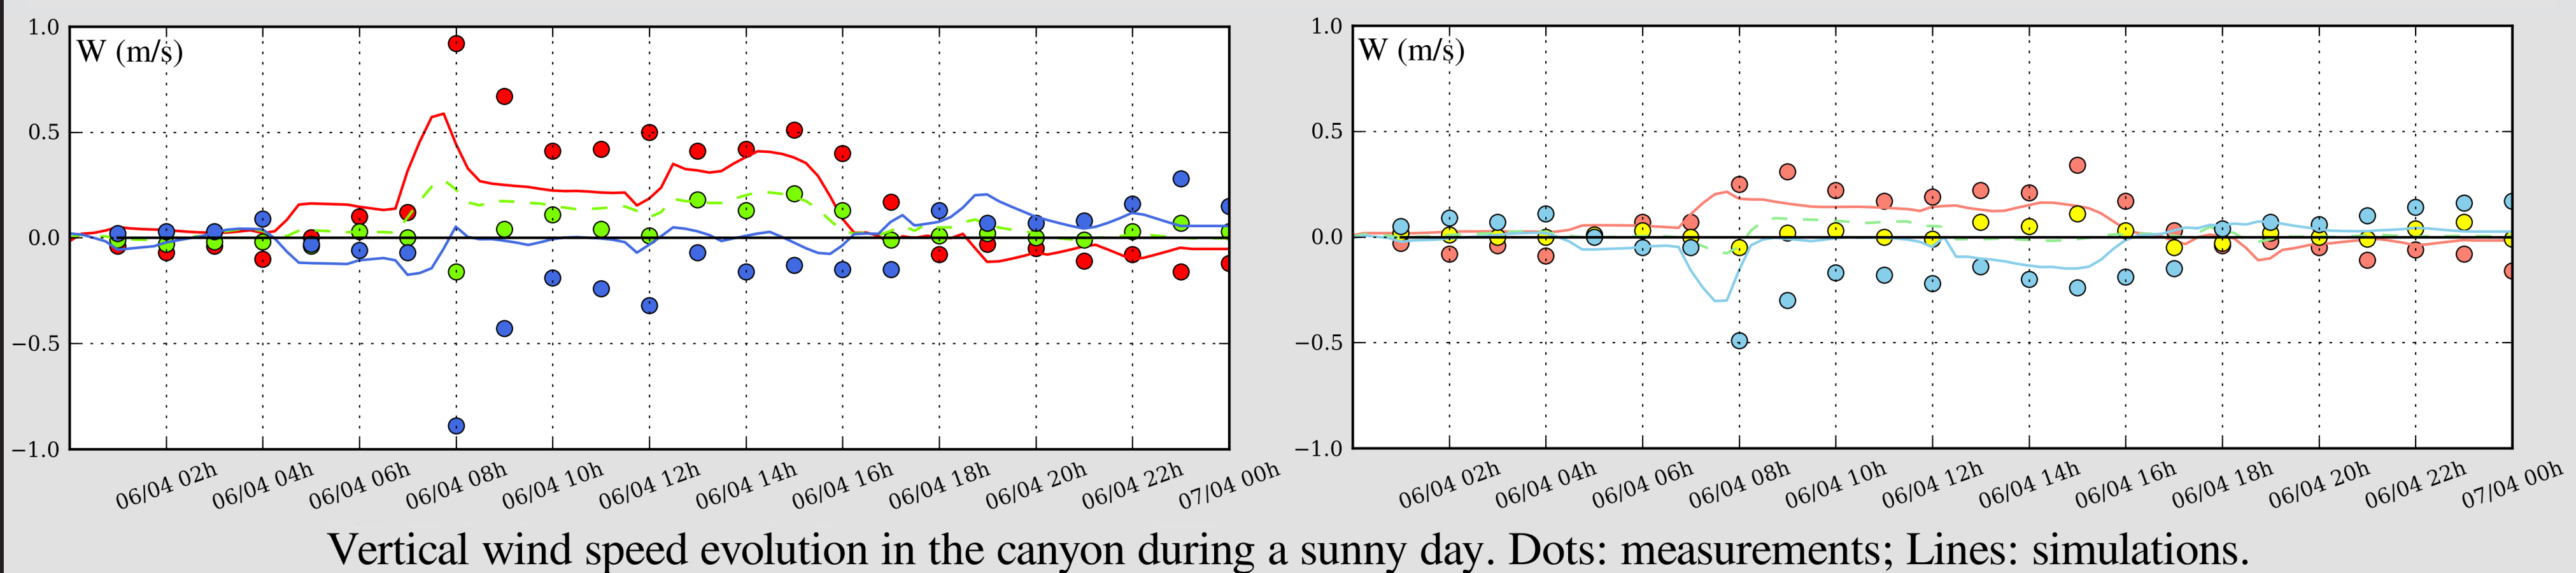 W (m/s)
1.0
0.5
0.0
−0.5
−1.0
06/04 02h
06/04 04h
06/04 06h
06/04 08h
06/04 10h
06/04 12h
06/04 14h
06/04 16h
06/04 18h
06/04 20h
06/04 22h
07/04 00h
W (m/s)
1.0
0.5
0.0
−0.5
−1.0
06/04 02h
06/04 04h
06/04 06h
06/04 08h
06/04 10h
06/04 12h
06/04 14h
06/04 16h
06/04 18h
06/04 20h
06/04 22h
07/04 00h
Vertical wind speed evolution in the canyon during a sunny day. Dots: measurements; Lines: simulations.